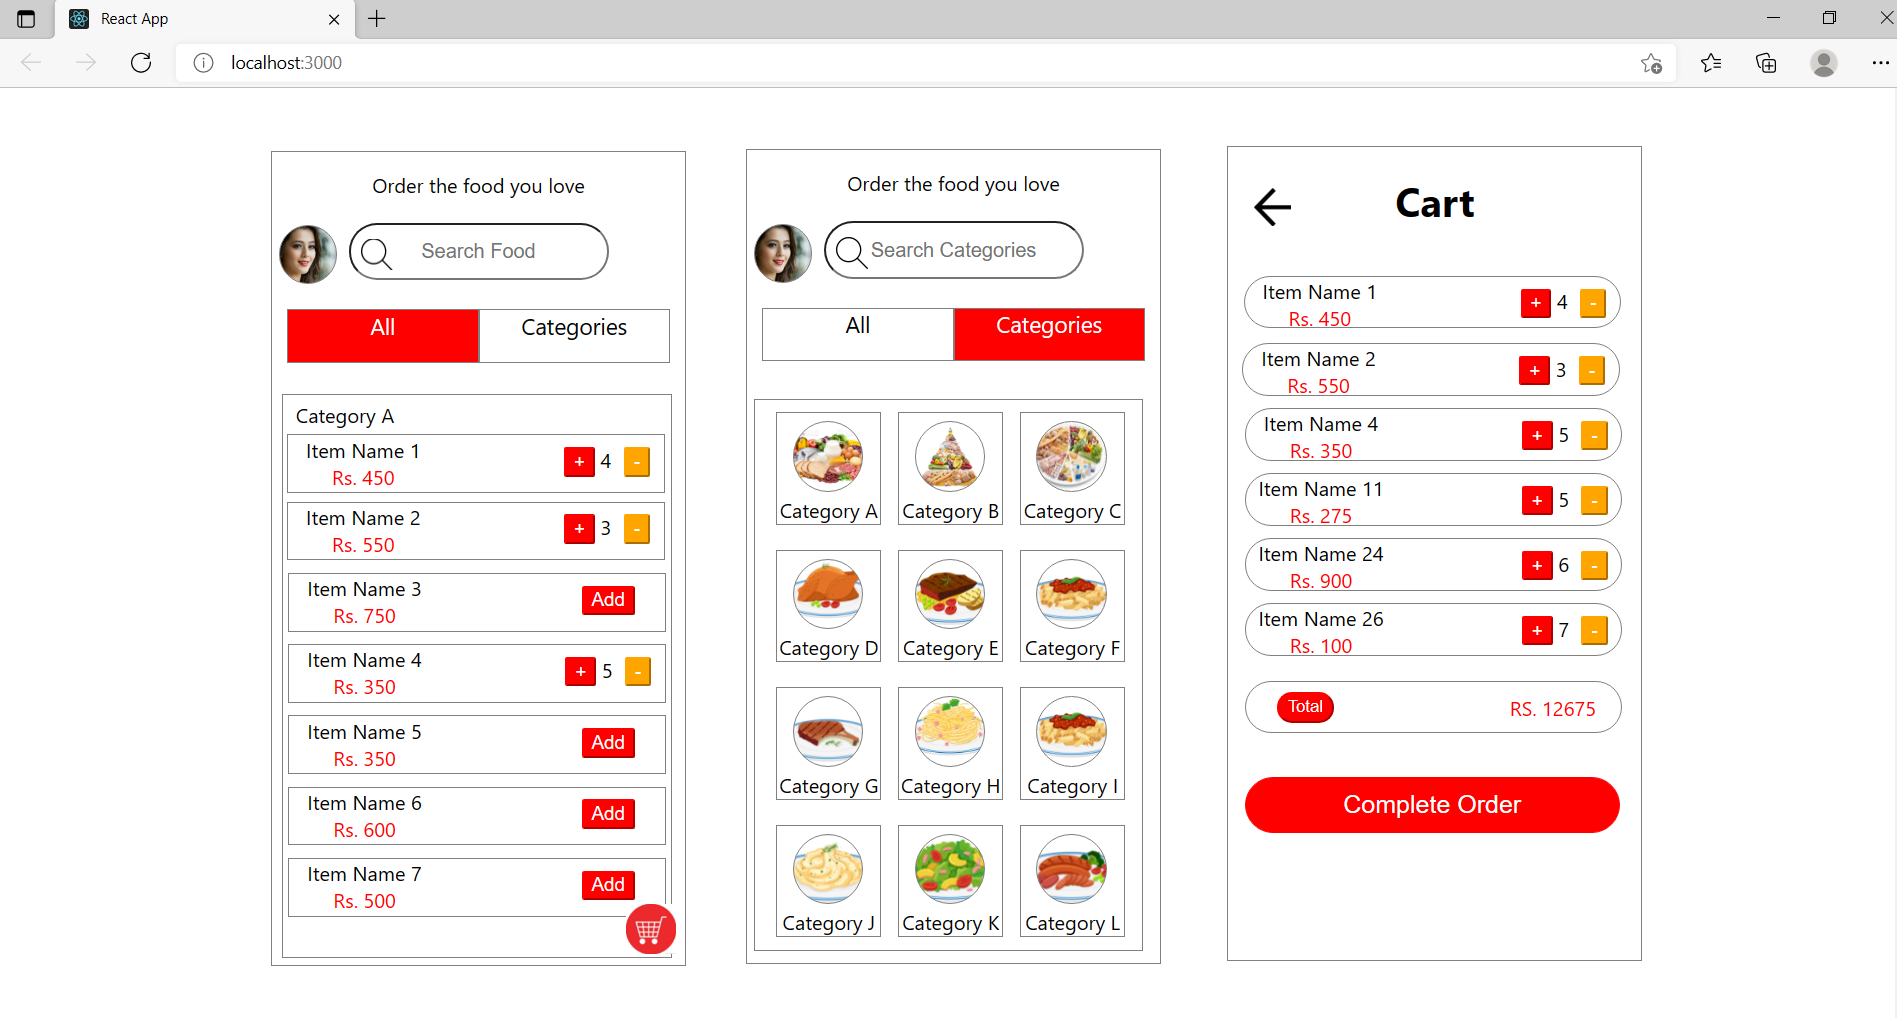 React App
localhost:3000
Order the food you love
Search Food
All
Categories
Category A
Item Name 1
Rs. 450
+ 4 -
Item Name 2
Rs. 550
+ 3 -
Item Name 3
Rs. 750
Add
Item Name 4
Rs. 350
+ 5 -
Item Name 5
Rs. 350
Add
Item Name 6
Rs. 600
Add
Item Name 7
Rs. 500
Add
Order the food you love
Search Categories
All
Categories
Category A
Category B
Category C
Category D
Category E
Category F
Category G
Category H
Category I
Category J
Category K
Category L
Cart
Item Name 1
Rs. 450
+ 4 -
Item Name 2
Rs. 550
+ 3 -
Item Name 4
Rs. 350
+ 5 -
Item Name 11
Rs. 275
+ 5 -
Item Name 24
Rs. 900
+ 6 -
Item Name 26
Rs. 100
+ 7 -
Total
RS. 12675
Complete Order